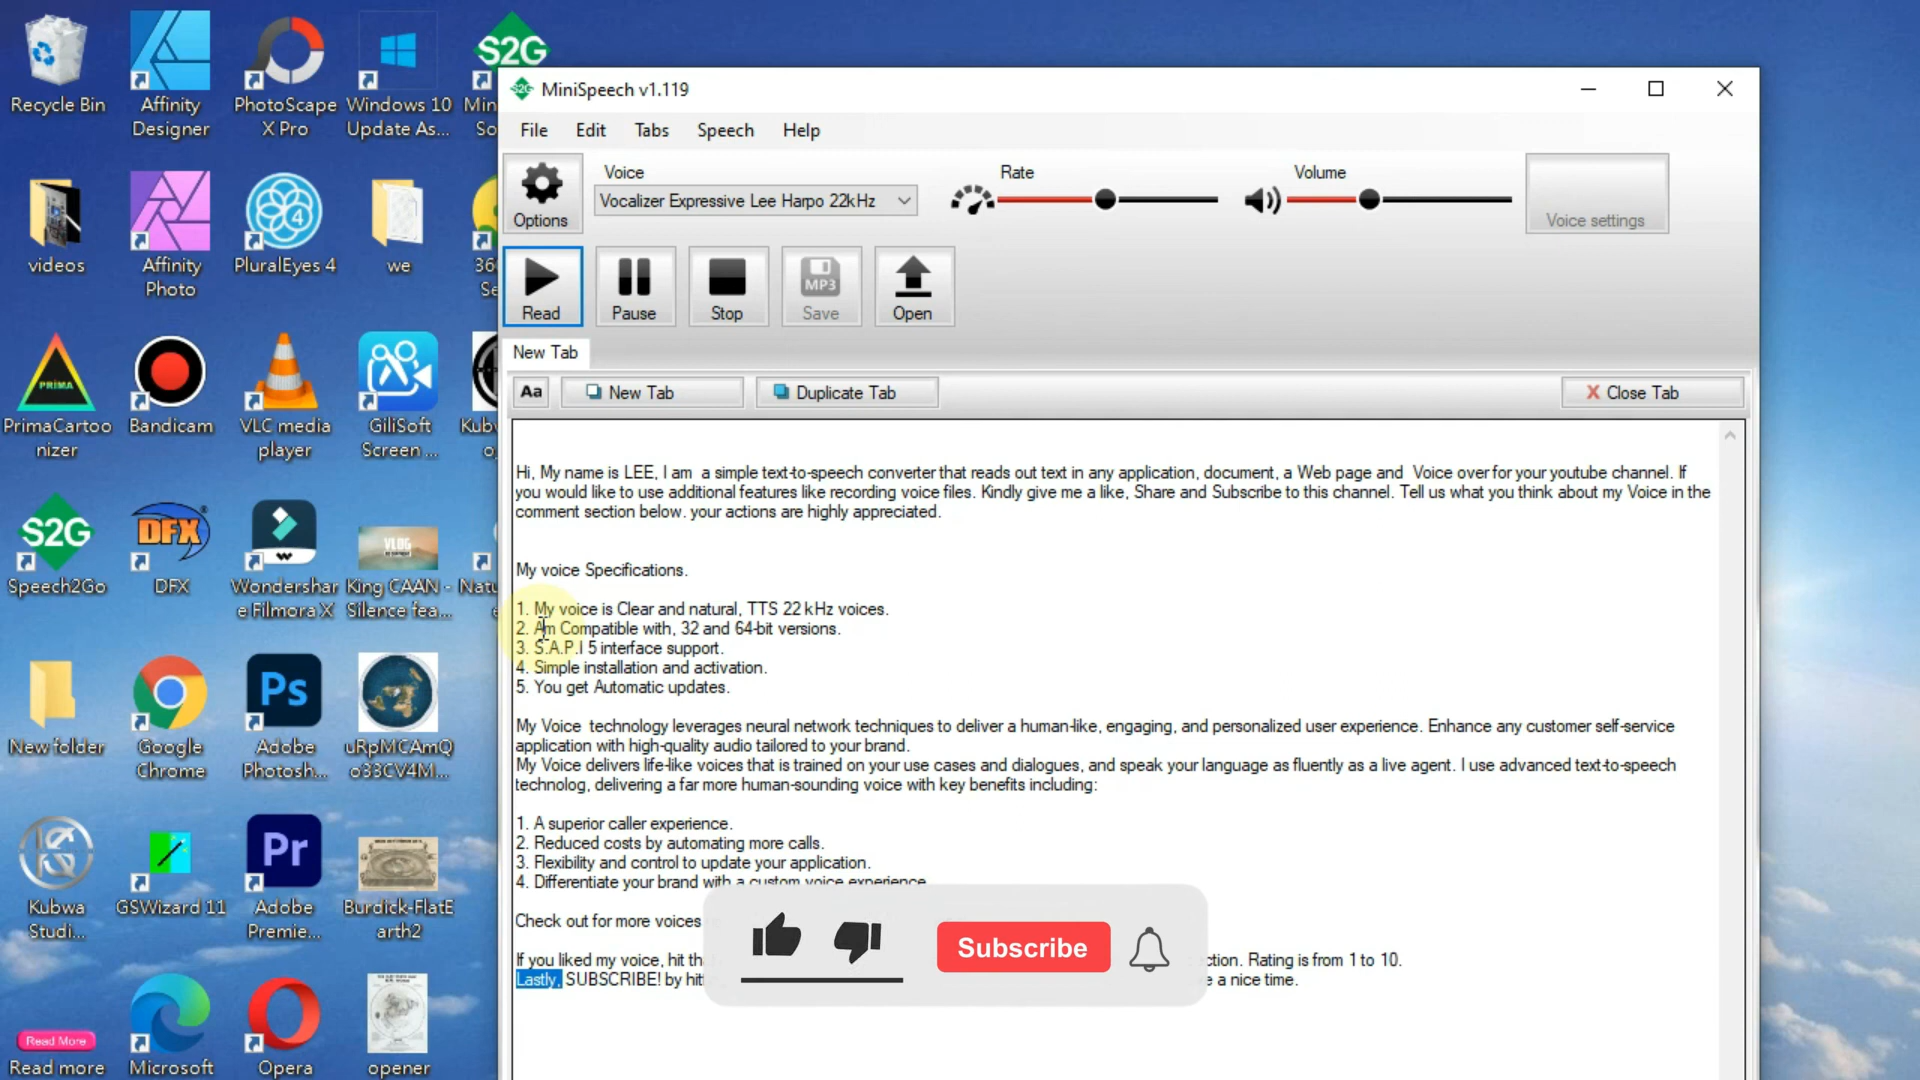 Recycle Bin
Affinity
Designer
PhotoScape
X Pro
Windows 10
Update As...
S2G
Min
So
videos
Affinity
Photo
4
PluralEyes 4
we
360
Se
PRIMA
PrimaCartoo
nizer
Bandicam
VLC media
player
GiliSoft
Screen ...
Kubw
S2G
Speech2Go
DFX
DFX
Wondershar
e Filmora X
VLOG
King CAAN -
Silence fea...
Natu
New folder
Google
Chrome
Ps
Adobe
Photosh...
uRpMCAmQ
o33CV4Ml...
Kubwa
Studi...
GSWizard 11
Pr
Adobe
Premie...
Burdick-FlatE
arth2
Read More
Read more
Microsoft
Opera
opener
S2G MiniSpeech v1.119
File Edit Tabs Speech Help
Options
Voice
Vocalizer Expressive Lee Harpo 22kHz
Rate
Volume
Voice settings
Read
Pause
Stop
MP3
Save
Open
New Tab
Aa New Tab Duplicate Tab X Close Tab
Hi, My name is LEE, I am a simple text-to-speech converter that reads out text in any application, document, a Web page and Voice over for your youtube channel. If
you would like to use additional features like recording voice files. Kindly give me a like, Share and Subscribe to this channel. Tell us what you think about my Voice in the
comment section below. your actions are highly appreciated.
My voice Specifications.
1. My voice is Clear and natural, TTS 22 kHz voices.
2. Am Compatible with, 32 and 64-bit versions.
3. S.A.P.I 5 interface support.
4. Simple installation and activation.
5. You get Automatic updates.
My Voice technology leverages neural network techniques to deliver a human-like, engaging, and personalized user experience. Enhance any customer self-service
application with high-quality audio tailored to your brand.
My Voice delivers life-like voices that is trained on your use cases and dialogues, and speak your language as fluently as a live agent. I use advanced text-to-speech
technolog, delivering a far more human-sounding voice with key benefits including:
1. A superior caller experience.
2. Reduced costs by automating more calls.
3. Flexibility and control to update your application.
4. Differentiate your brand with a custom voice experience
Check out for more voices
If you liked my voice, hit th ction. Rating is from 1 to 10.
Lastly, SUBSCRIBE! by hit e a nice time.
Subscribe